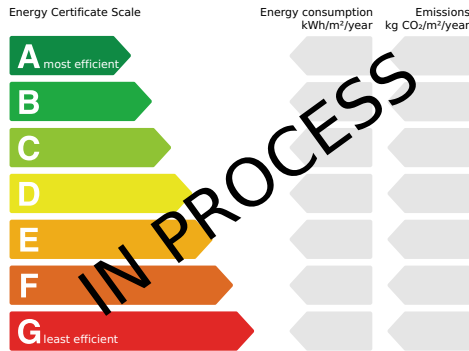 Energy Certificate Scale
Energy consumption
kWh/m²/year
Emissions
kg CO₂/m²/year
A most efficient
B
C
D
E
F
G least efficient
IN PROCESS